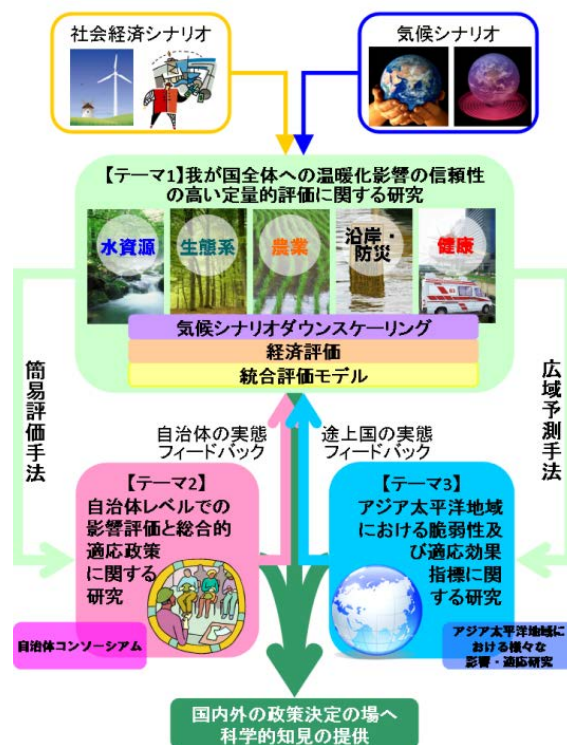 社会経済シナリオ
気候シナリオ
【テーマ1】我が国全体への温暖化影響の信頼性
の高い定量的評価に関する研究
水資源
生態系
農業
沿岸・
防災
健康
気候シナリオダウンスケーリング
経済評価
統合評価モデル
簡易評価手法
広域予測手法
自治体の実態
フィードバック
途上国の実態
フィードバック
【テーマ2】
自治体レベルでの
影響評価と総合的
適応政策
に関する
研究
【テーマ3】
アジア太平洋地域
における脆弱性及
び適応効果
指標に関
する研究
自治体コンソーシアム
アジア太平洋地域に
おける様々な
影響・適応研究
国内外の政策決定の場へ
科学的知見の提供